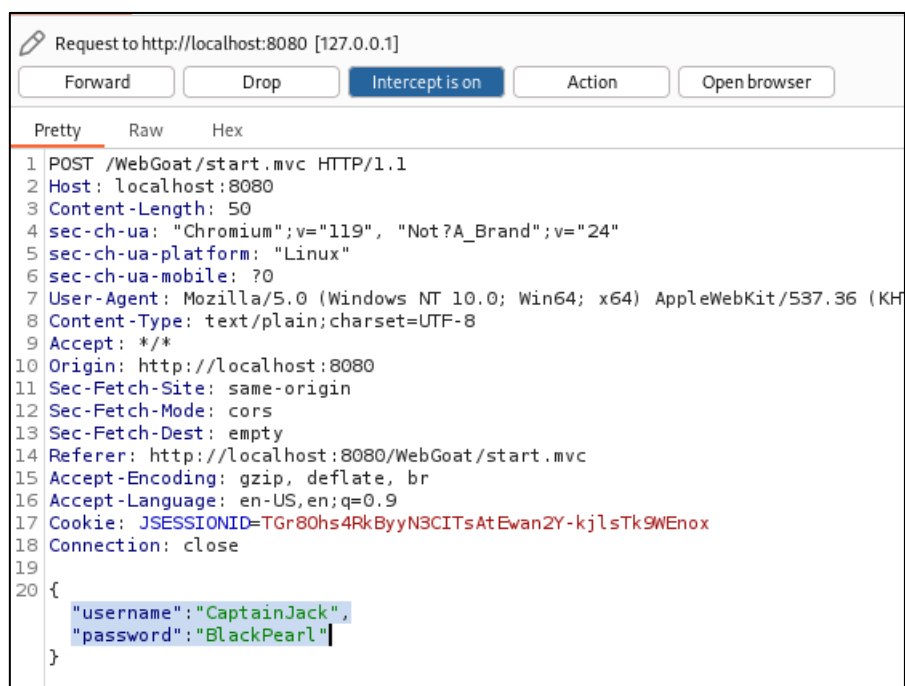 Request to http://localhost:8080 [127.0.0.1]
Forward Drop Intercept is on Action Open browser
Pretty Raw Hex
1 POST /WebGoat/start.mvc HTTP/1.1
2 Host: localhost:8080
3 Content-Length: 50
4 sec-ch-ua: "Chromium";v="119", "Not?A_Brand";v="24"
5 sec-ch-ua-platform: "Linux"
6 sec-ch-ua-mobile: ?0
7 User-Agent: Mozilla/5.0 (Windows NT 10.0; Win64; x64) AppleWebKit/537.36 (KH
8 Content-Type: text/plain;charset=UTF-8
9 Accept: */*
10 Origin: http://localhost:8080
11 Sec-Fetch-Site: same-origin
12 Sec-Fetch-Mode: cors
13 Sec-Fetch-Dest: empty
14 Referer: http://localhost:8080/WebGoat/start.mvc
15 Accept-Encoding: gzip, deflate, br
16 Accept-Language: en-US,en;q=0.9
17 Cookie: JSESSIONID=TGr8Ohs4RkByyN3CITsAtEwan2Y-kjlsTk9WEnox
18 Connection: close
19
20 {
"username":"CaptainJack",
"password":"BlackPearl"
}